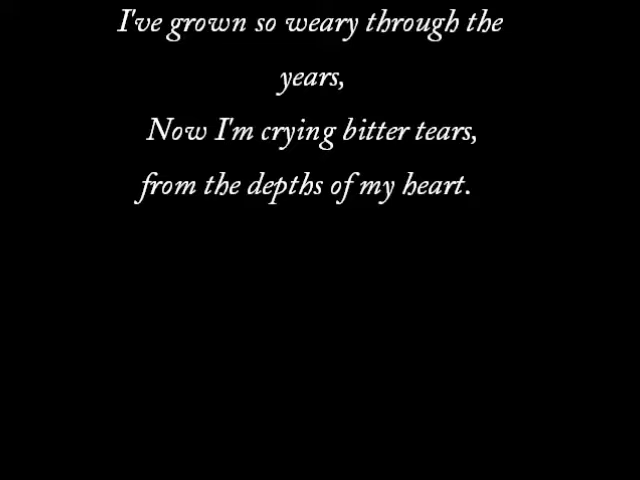 I've grown so weary through the
years,
Now I'm crying bitter tears,
from the depths of my heart.